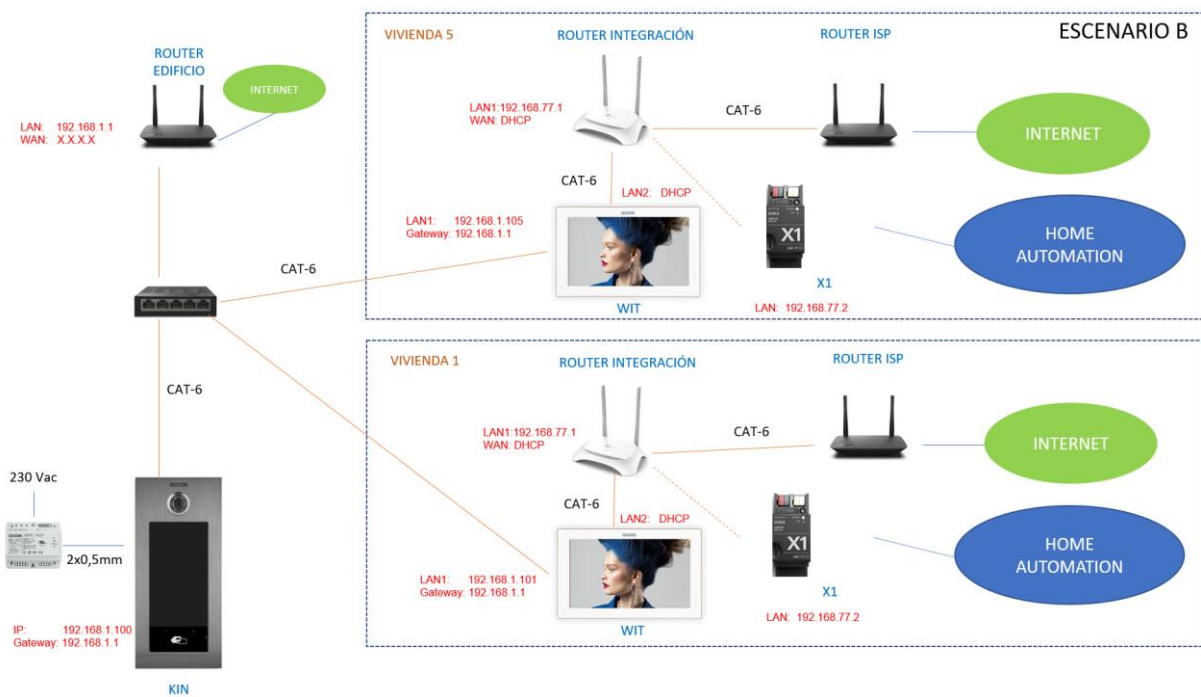 ESCENARIO B
ROUTER
EDIFICIO
INTERNET
LAN: 192.168.1.1
WAN: X.X.X.X
CAT-6
CAT-6
230 Vac
2x0,5mm
IP: 192.168.1.100
Gateway: 192.168.1.1
KIN
VIVIENDA 5
ROUTER INTEGRACIÓN
ROUTER ISP
LAN1:192.168.77.1
WAN: DHCP
CAT-6
INTERNET
CAT-6
LAN2: DHCP
LAN1: 192.168.1.105
Gateway: 192.168.1.1
X1
HOME
AUTOMATION
WIT
X1
LAN: 192.168.77.2
VIVIENDA 1
ROUTER INTEGRACIÓN
ROUTER ISP
LAN1:192.168.77.1
WAN: DHCP
CAT-6
INTERNET
CAT-6
LAN2: DHCP
LAN1: 192.168.1.101
Gateway: 192.168.1.1
X1
HOME
AUTOMATION
WIT
X1
LAN: 192.168.77.2